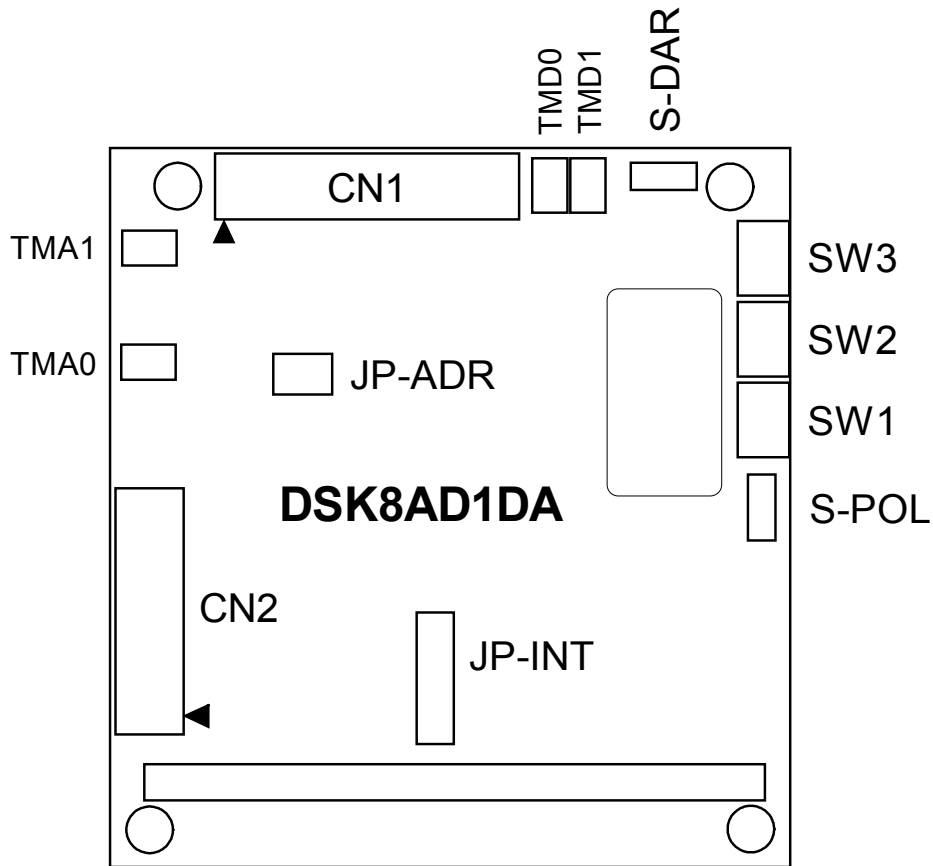 TMD0
TMD1
S-DAR
CN1
TMA1
SW3
TMA0
JP-ADR
SW2
SW1
DSK8AD1DA
S-POL
CN2
JP-INT